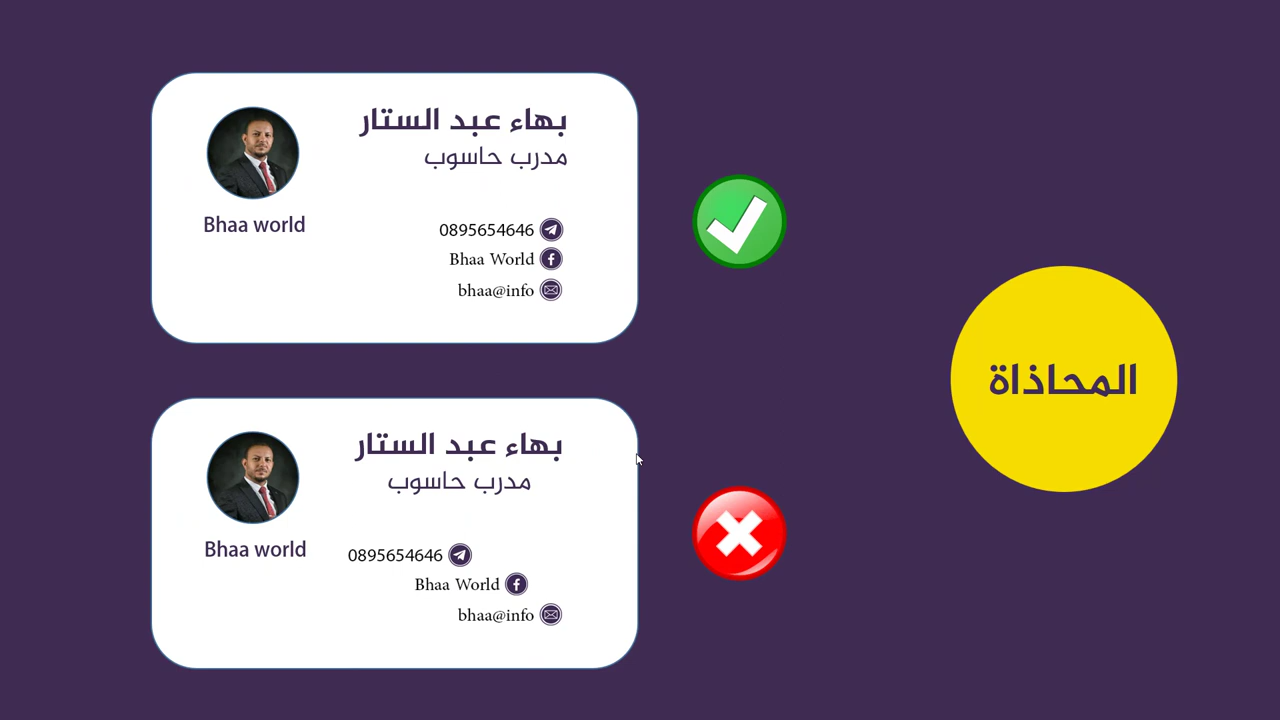 بهاء عبد الستار
مدرب حاسوب
Bhaa world
0895654646
Bhaa World
bhaa@info
المحاذاة
بهاء عبد الستار
مدرب حاسوب
Bhaa world
0895654646
Bhaa World
bhaa@info